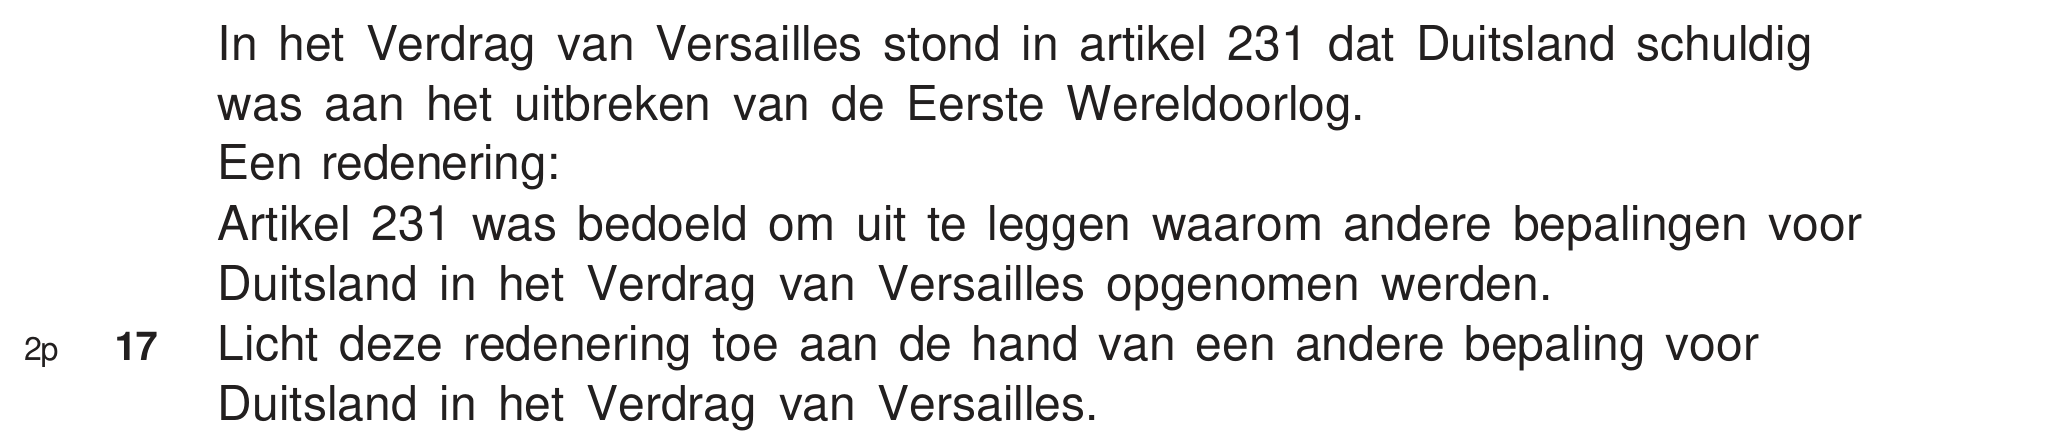 In het Verdrag van Versailles stond in artikel 231 dat Duitsland schuldig
was aan het uitbreken van de Eerste Wereldoorlog.
Een redenering:
Artikel 231 was bedoeld om uit te leggen waarom andere bepalingen voor
Duitsland in het Verdrag van Versailles opgenomen werden.
2p 17 Licht deze redenering toe aan de hand van een andere bepaling voor
Duitsland in het Verdrag van Versailles.